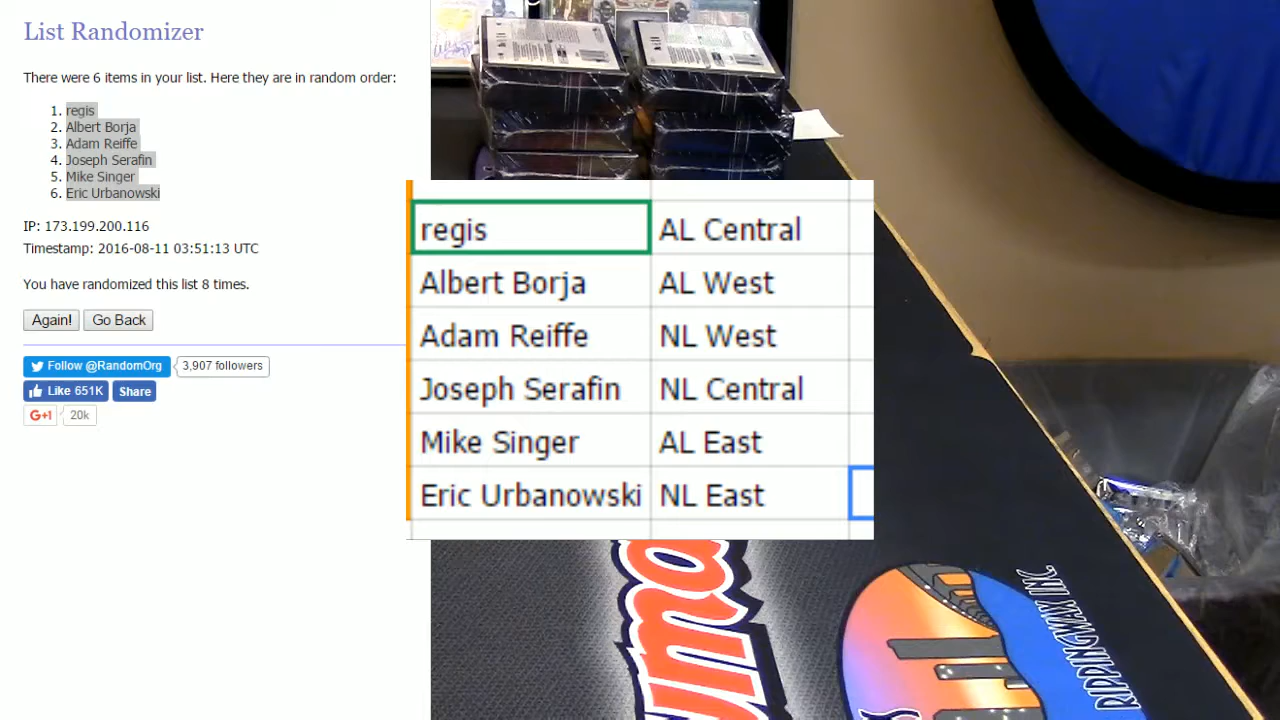 List Randomizer
There were 6 items in your list. Here they are in random order:
1. regis
2. Albert Borja
3. Adam Reiffe
4. Joseph Serafin
5. Mike Singer
6. Eric Urbanowski
IP: 173.199.200.116
Timestamp: 2016-08-11 03:51:13 UTC
You have randomized this list 8 times.
Again! Go Back
Follow @RandomOrg 3,907 followers
Like 651K Share
G+1 20k
regis AL Central
Albert Borja AL West
Adam Reiffe NL West
Joseph Serafin NL Central
Mike Singer AL East
Eric Urbanowski NL East
RIPPINGWAX INC.